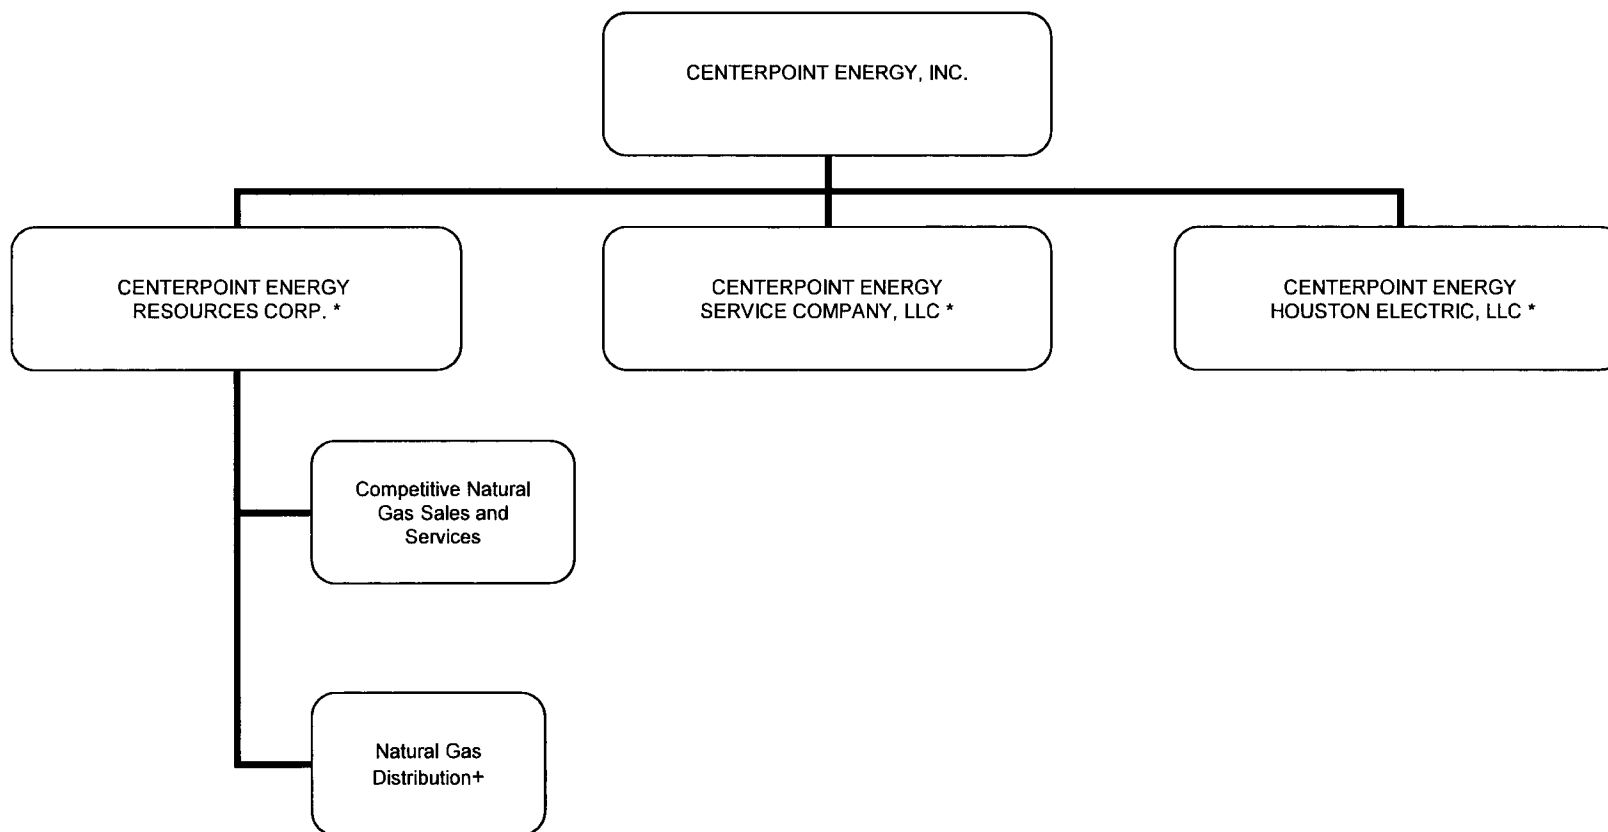 CENTERPOINT ENERGY, INC.
CENTERPOINT ENERGY
RESOURCES CORP. *
CENTERPOINT ENERGY
SERVICE COMPANY, LLC *
CENTERPOINT ENERGY
HOUSTON ELECTRIC, LLC *
Competitive Natural
Gas Sales and
Services
Natural Gas
Distribution+